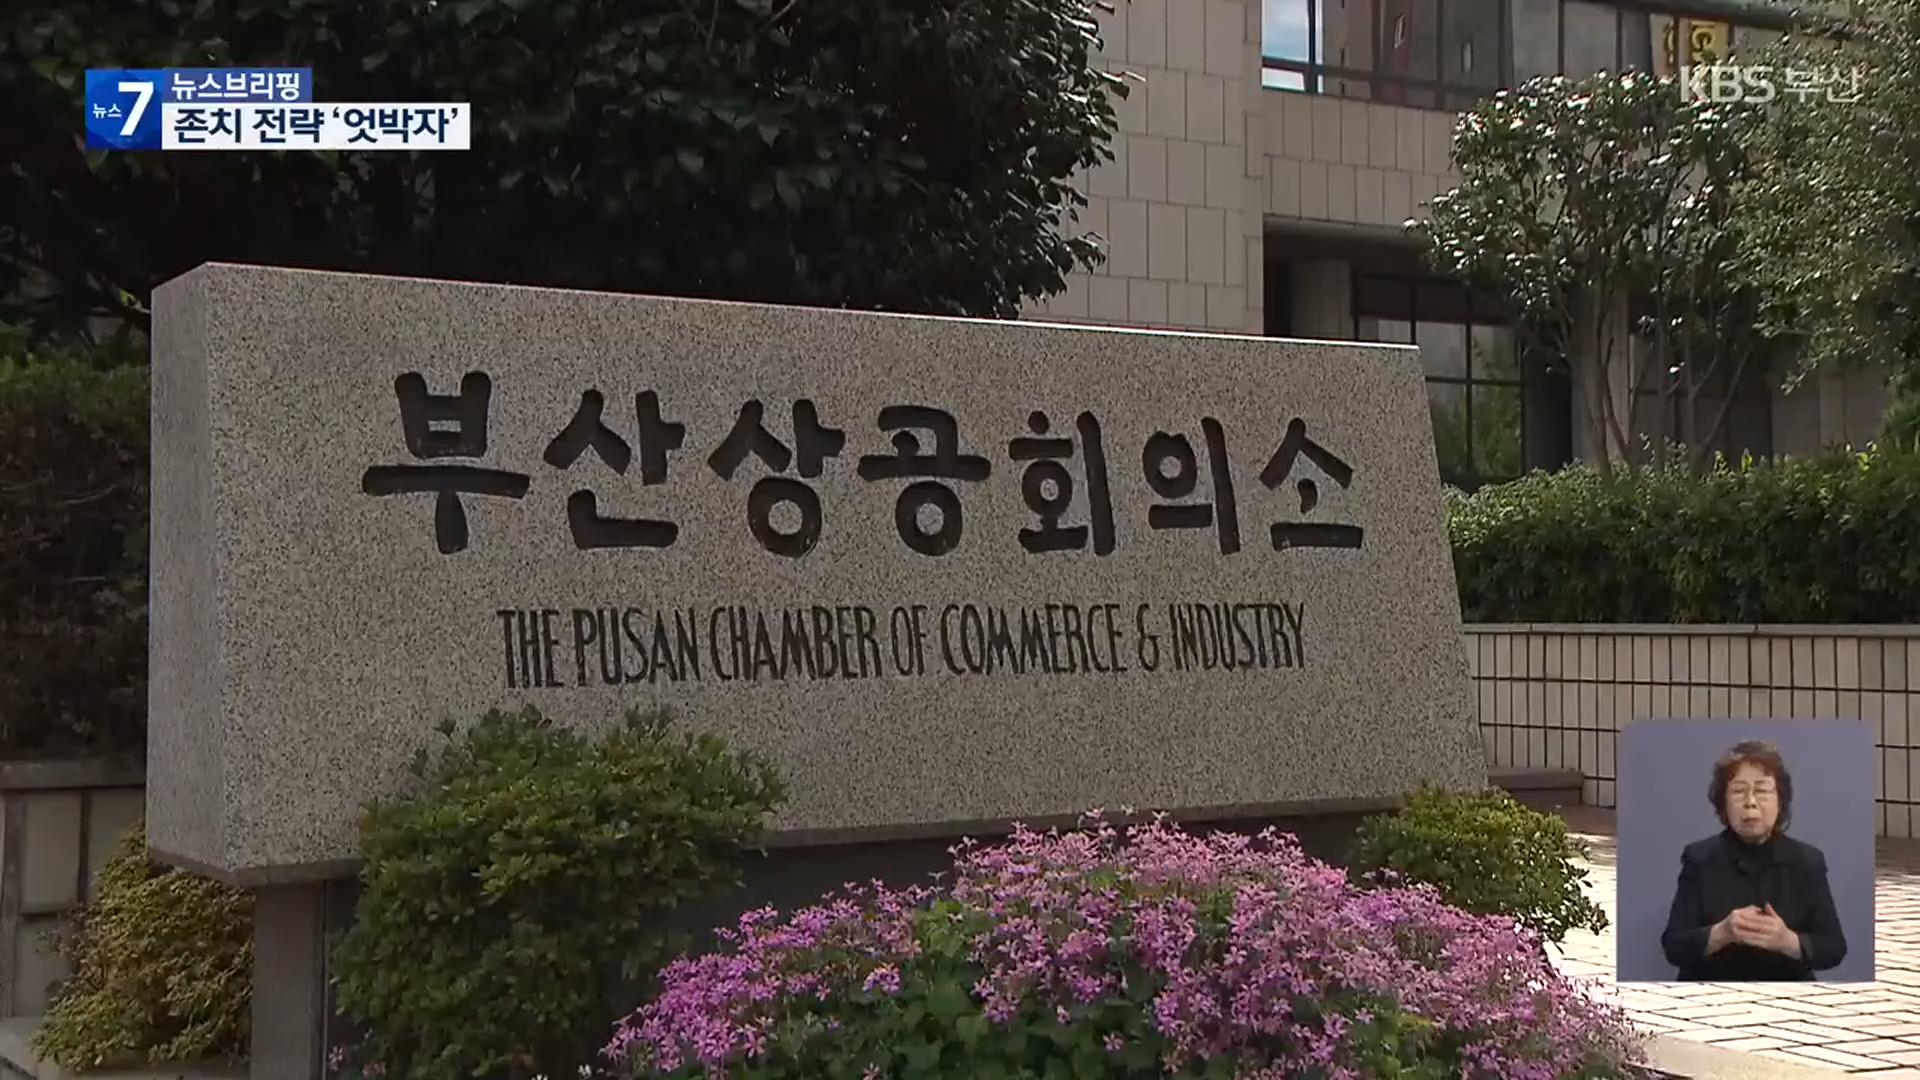 뉴스7
뉴스브리핑
존치 전략 ‘엇박자’
KBS 부산
부산상공회의소
THE PUSAN CHAMBER OF COMMERCE & INDUSTRY